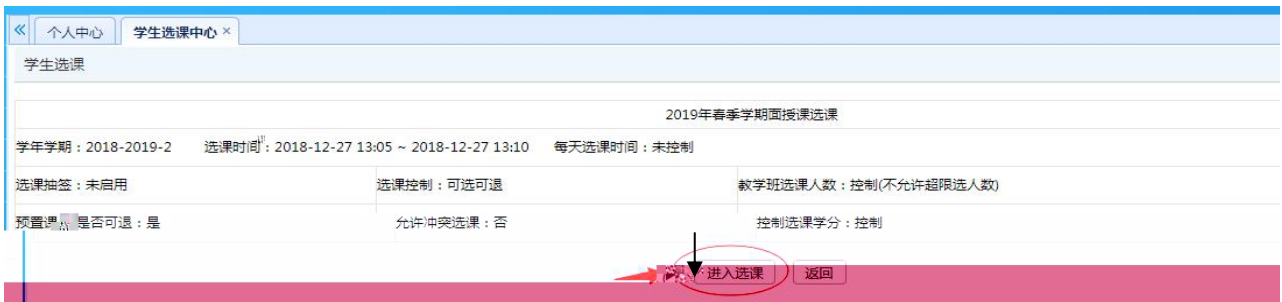 个人中心 学生选课中心
学生选课
2019年春季学期面授课选课
学年学期：2018-2019-2 选课时间：2018-12-27 13:05 ~ 2018-12-27 13:10 每天选课时间：未控制
选课抽签：未启用 选课控制：可选可退 教学班选课人数：控制(不允许超限选人数)
预置课 是否可退：是 允许冲突选课：否 控制选课学分：控制
进入选课 返回